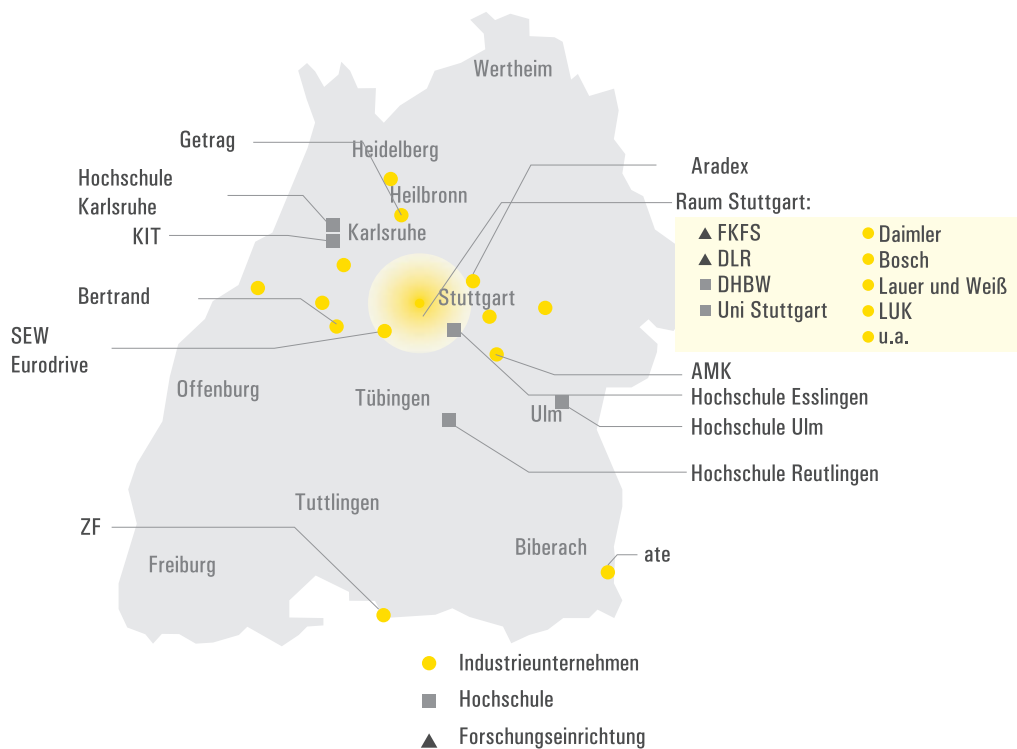 Wertheim
Getrag
Heidelberg
Aradex
Hochschule
Karlsruhe
Heilbronn
Raum Stuttgart:
KIT
Karlsruhe
FKFS
Daimler
DLR
Bosch
DHBW
Lauer und Weiß
Uni Stuttgart
LUK
u.a.
Bertrand
Stuttgart
SEW
Eurodrive
AMK
Offenburg
Tübingen
Hochschule Esslingen
Ulm
Hochschule Ulm
Hochschule Reutlingen
Tuttlingen
ZF
Biberach
ate
Freiburg
Industrieunternehmen
Hochschule
Forschungseinrichtung